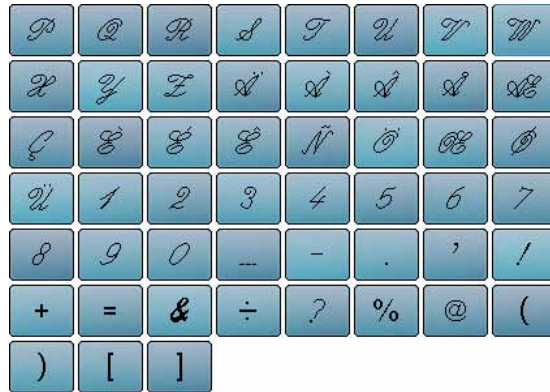 P Q R S T U V W
X Y Z Ä À Â Å Æ
Ç È É Ê Ñ Ö Œ Ø
Ü 1 2 3 4 5 6 7
8 9 0 _ - . ’ !
+ = & ÷ ? % @ (
) [ ]